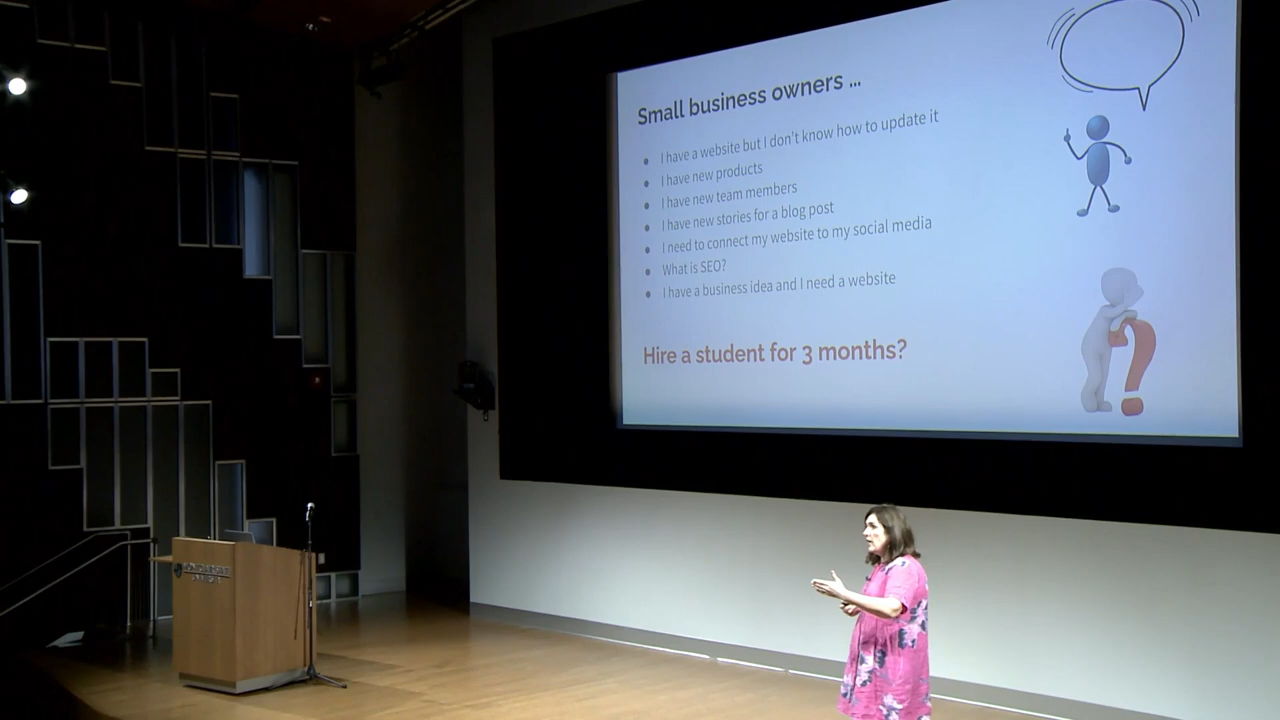 Small business owners ...
I have a website but I don't know how to update it
I have new products
I have new team members
I have new stories for a blog post
I need to connect my website to my social media
What is SEO?
I have a business idea and I need a website
Hire a student for 3 months?